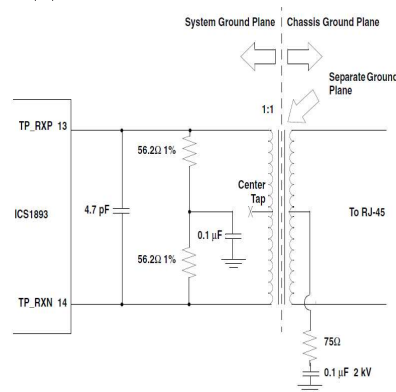 System Ground Plane
Chassis Ground Plane
Separate Ground
Plane
1:1
TP_RXP 13
56.2Ω 1%
Center
Tap
ICS1893
4.7 pF
To RJ-45
0.1 µF
56.2Ω 1%
TP_RXN 14
75Ω
0.1 µF 2 kV